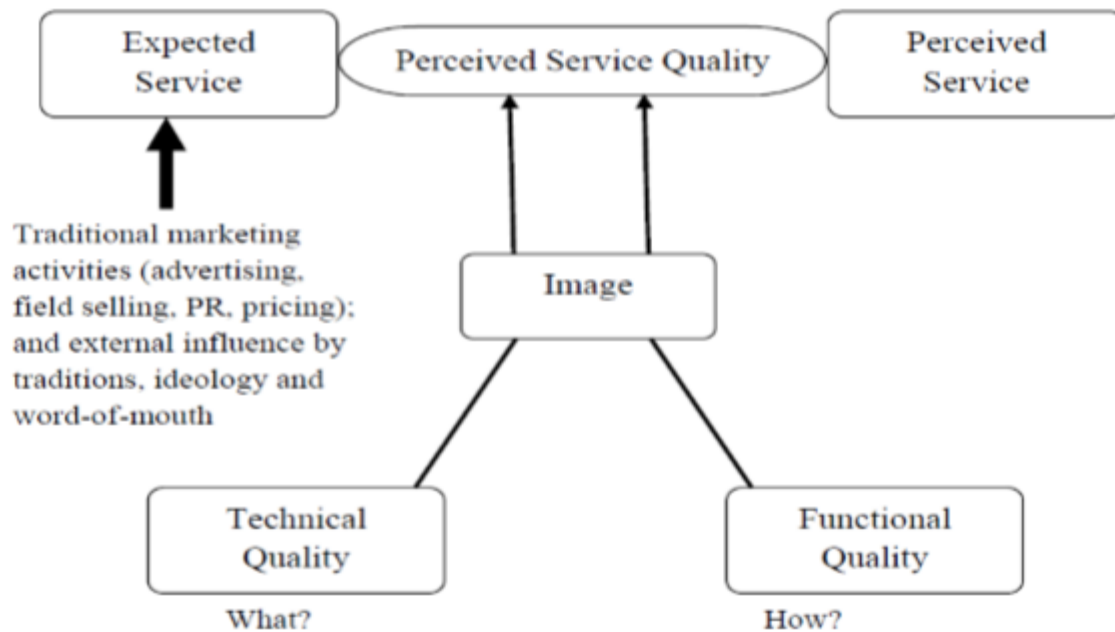 Expected
Service
Perceived Service Quality
Perceived
Service
Traditional marketing
activities (advertising,
field selling, PR, pricing);
and external influence by
traditions, ideology and
word-of-mouth
Image
Technical
Quality
Functional
Quality
What?
How?